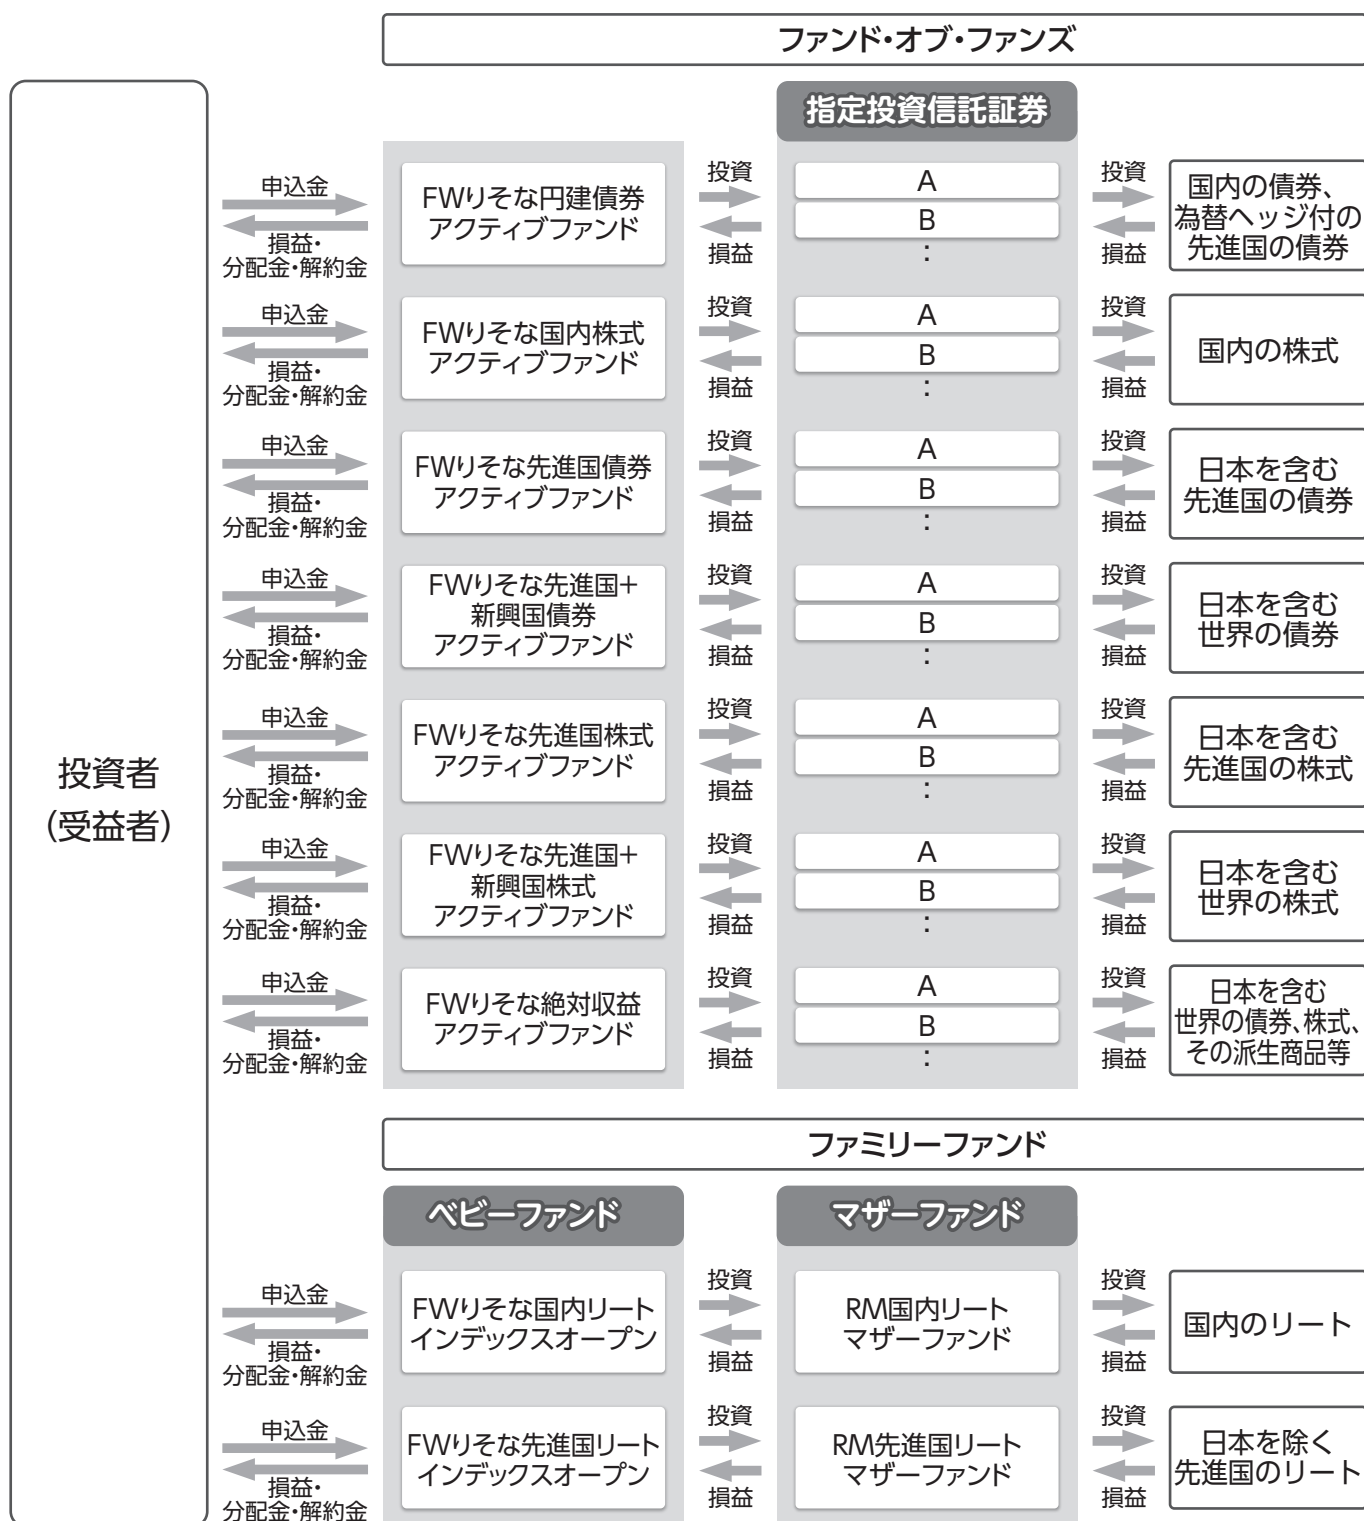 ファンド・オブ・ファンズ
指定投資信託証券
投資者
（受益者）
申込金
損益・
分配金・解約金
FWりそな円建債券
アクティブファンド
投資
損益
A
B
：
投資
損益
国内の債券、
為替ヘッジ付の
先進国の債券
申込金
損益・
分配金・解約金
FWりそな国内株式
アクティブファンド
投資
損益
A
B
：
投資
損益
国内の株式
申込金
損益・
分配金・解約金
FWりそな先進国債券
アクティブファンド
投資
損益
A
B
：
投資
損益
日本を含む
先進国の債券
申込金
損益・
分配金・解約金
FWりそな先進国＋
新興国債券
アクティブファンド
投資
損益
A
B
：
投資
損益
日本を含む
世界の債券
申込金
損益・
分配金・解約金
FWりそな先進国株式
アクティブファンド
投資
損益
A
B
：
投資
損益
日本を含む
先進国の株式
申込金
損益・
分配金・解約金
FWりそな先進国＋
新興国株式
アクティブファンド
投資
損益
A
B
：
投資
損益
日本を含む
世界の株式
申込金
損益・
分配金・解約金
FWりそな絶対収益
アクティブファンド
投資
損益
A
B
：
投資
損益
日本を含む
世界の債券、株式、
その派生商品等
ファミリーファンド
ベビーファンド
マザーファンド
申込金
損益・
分配金・解約金
FWりそな国内リート
インデックスオープン
投資
損益
RM国内リート
マザーファンド
投資
損益
国内のリート
申込金
損益・
分配金・解約金
FWりそな先進国リート
インデックスオープン
投資
損益
RM先進国リート
マザーファンド
投資
損益
日本を除く
先進国のリート